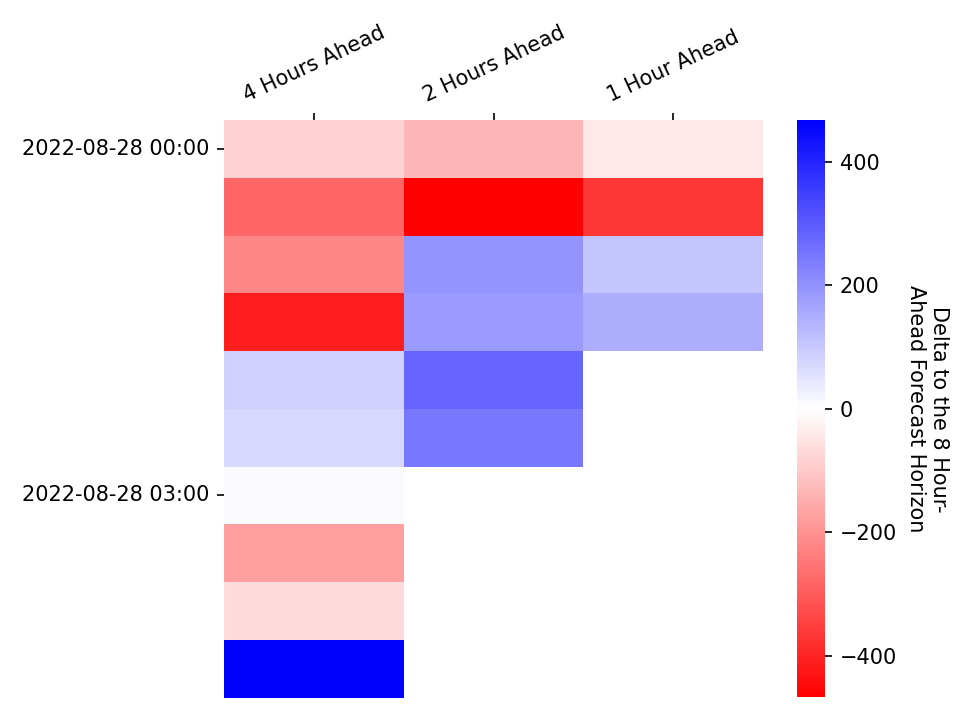 4 Hours Ahead
2 Hours Ahead
1 Hour Ahead
2022-08-28 00:00
2022-08-28 03:00
400
200
0
−200
−400
Delta to the 8 Hour-
Ahead Forecast Horizon